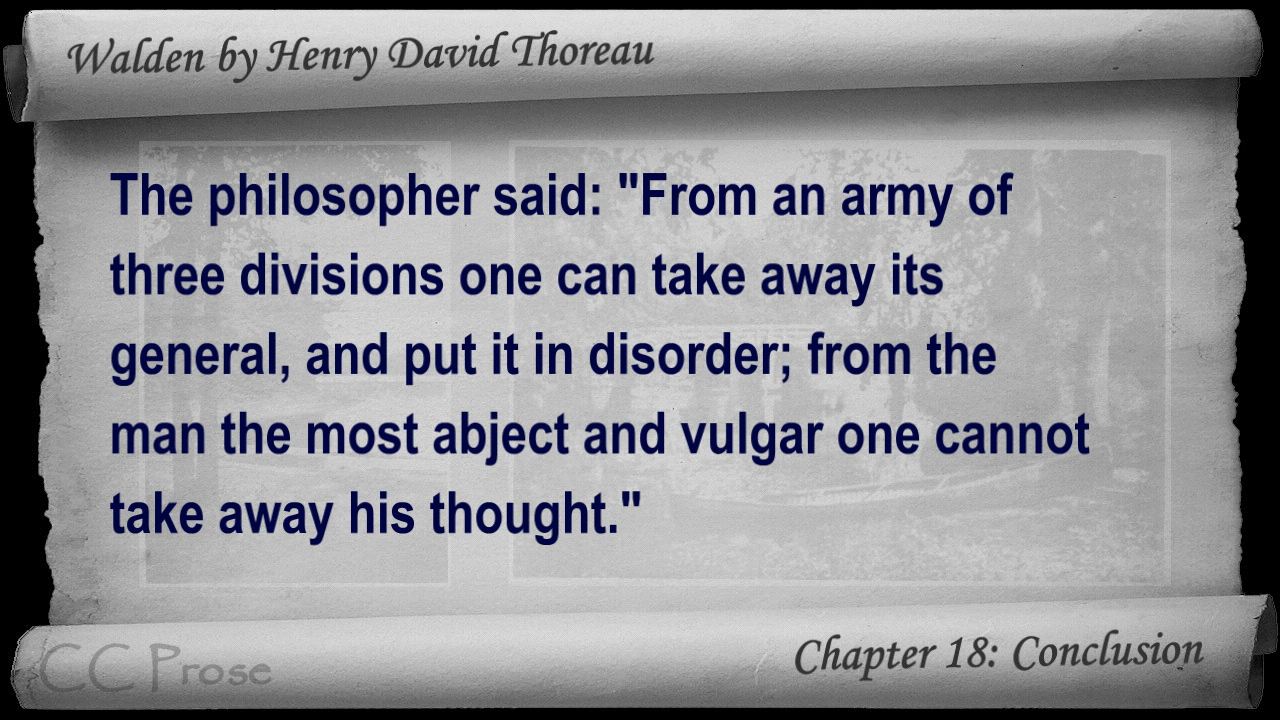 Walden by Henry David Thoreau
The philosopher said: "From an army of
three divisions one can take away its
general, and put it in disorder; from the
man the most abject and vulgar one cannot
take away his thought."
CC Prose
Chapter 18: Conclusion